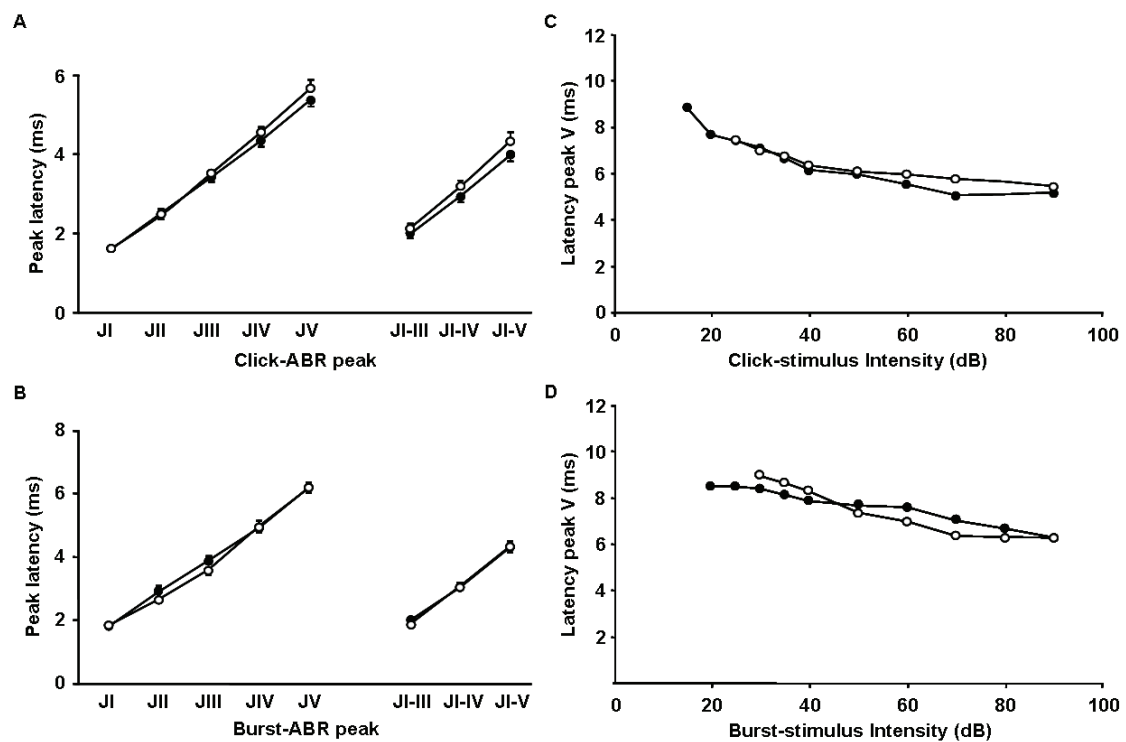 A
Peak latency (ms)
6
4
2
0
JI JII JIII JIV JV JI-III JI-IV JI-V
Click-ABR peak
B
Peak latency (ms)
8
6
4
2
0
JI JII JIII JIV JV JI-III JI-IV JI-V
Burst-ABR peak
C
Latency peak V (ms)
12
10
8
6
4
2
0
0 20 40 60 80 100
Click-stimulus Intensity (dB)
D
Latency peak V (ms)
12
10
8
6
4
2
0 20 40 60 80 100
Burst-stimulus Intensity (dB)